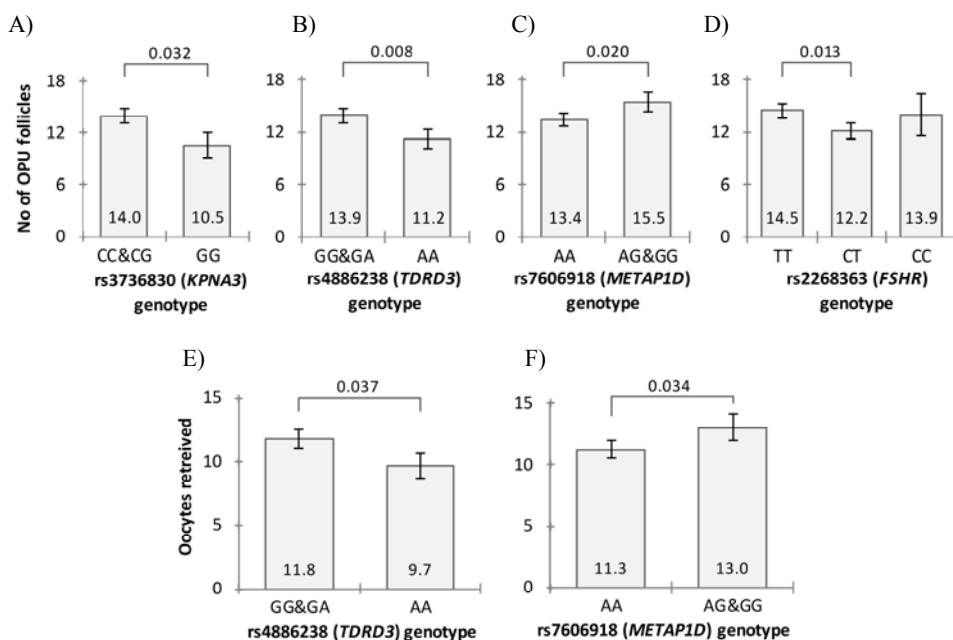 A)
B)
C)
D)
0.032
0.008
0.020
0.013
No of OPU follicles
18
12
6
0
14.0
10.5
CC&CG
GG
rs3736830 (KPNA3)
genotype
18
12
6
0
13.9
11.2
GG&GA
AA
rs4886238 (TDRD3)
genotype
18
12
6
0
13.4
15.5
AA
AG&GG
rs7606918 (METAP1D)
genotype
18
12
6
0
14.5
12.2
13.9
TT
CT
CC
rs2268363 (FSHR)
genotype
E)
F)
0.037
0.034
Oocytes retreived
15
10
5
0
11.8
9.7
GG&GA
AA
rs4886238 (TDRD3) genotype
15
10
5
0
11.3
13.0
AA
AG&GG
rs7606918 (METAP1D) genotype